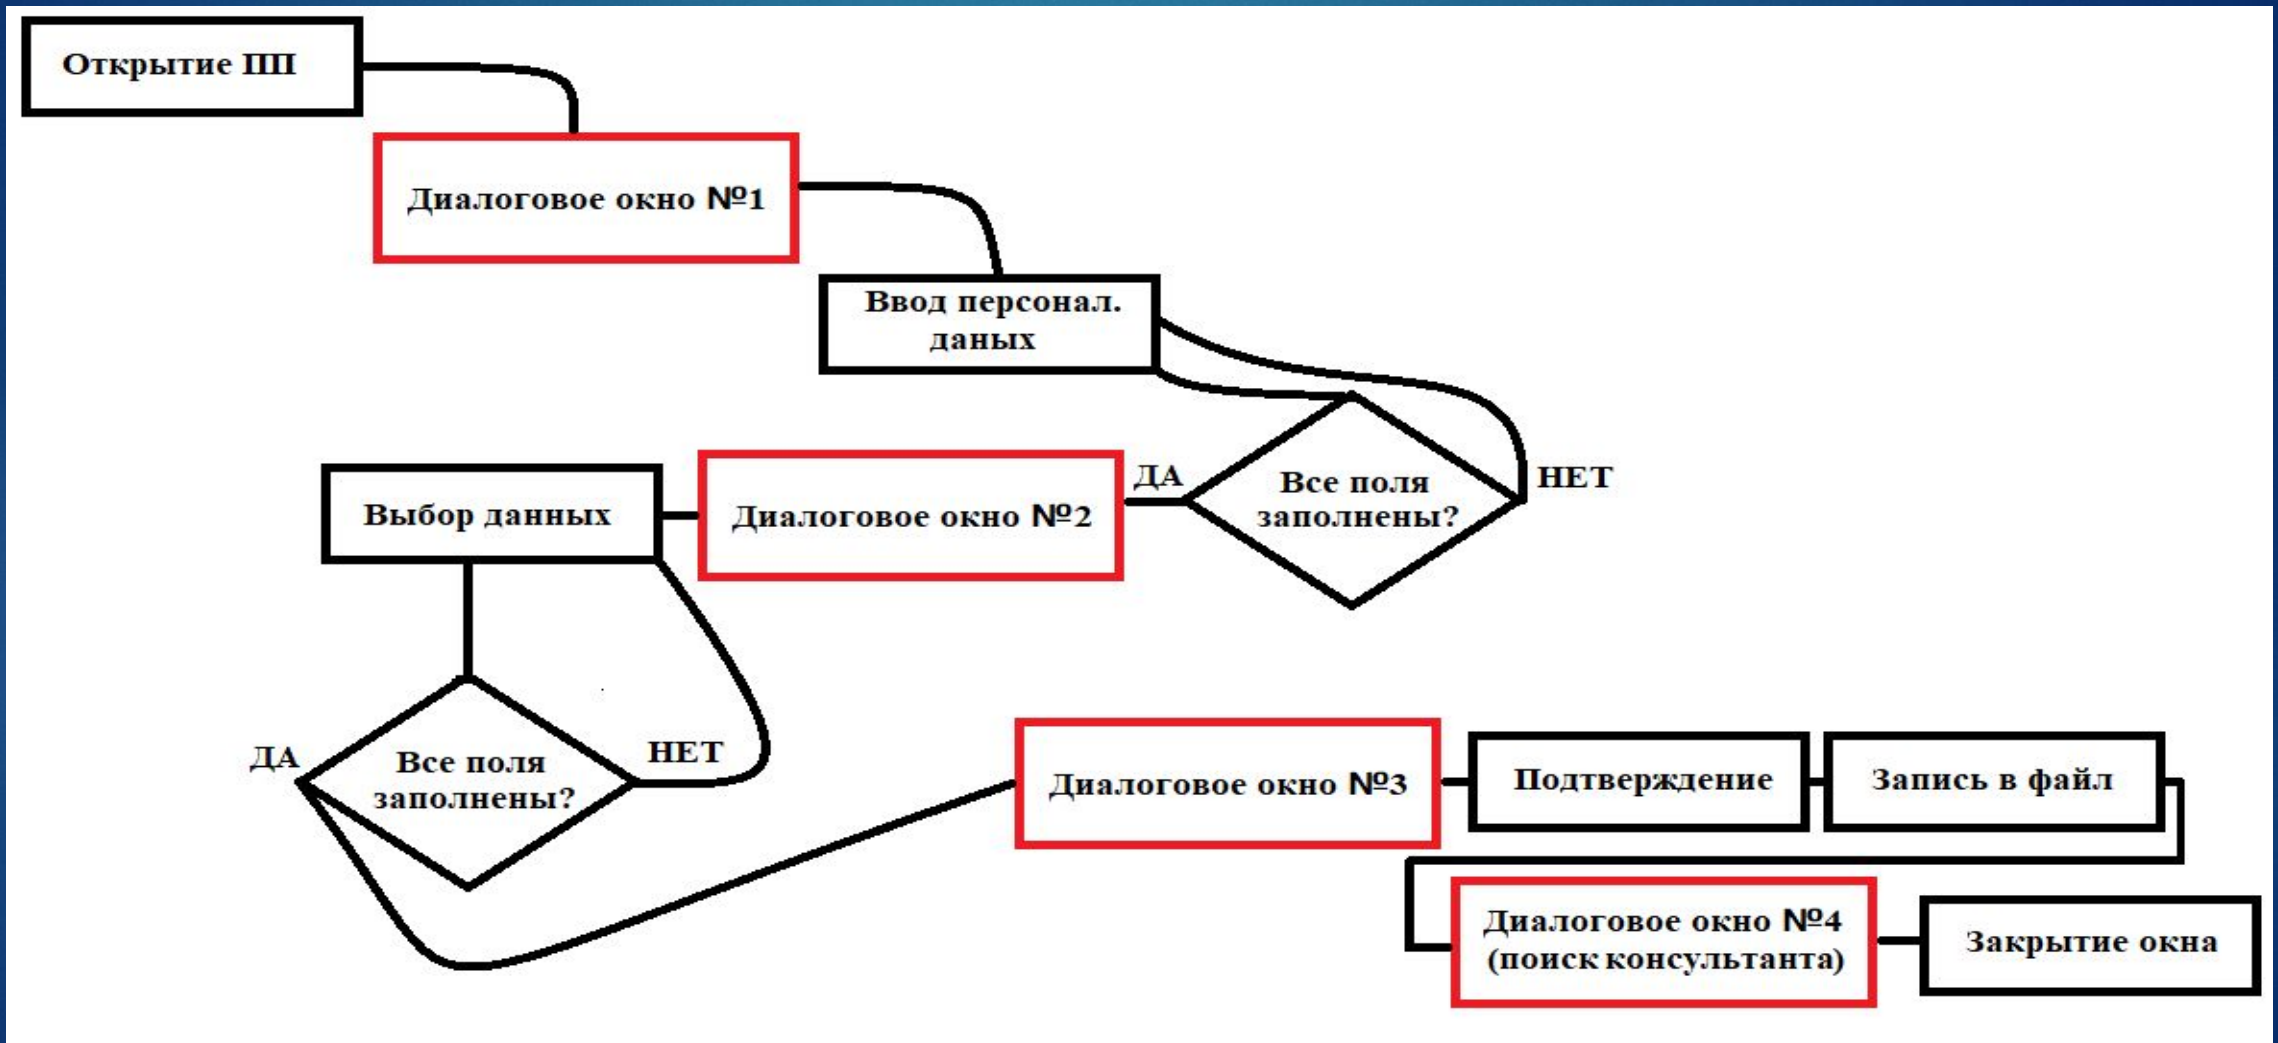 Открытие ПП
Диалоговое окно №1
Ввод персонал.
даных
Все поля
заполнены?
НЕТ
ДА
Диалоговое окно №2
Выбор данных
Все поля
заполнены?
НЕТ
ДА
Диалоговое окно №3
Подтверждение
Запись в файл
Диалоговое окно №4
(поиск консультанта)
Закрытие окна